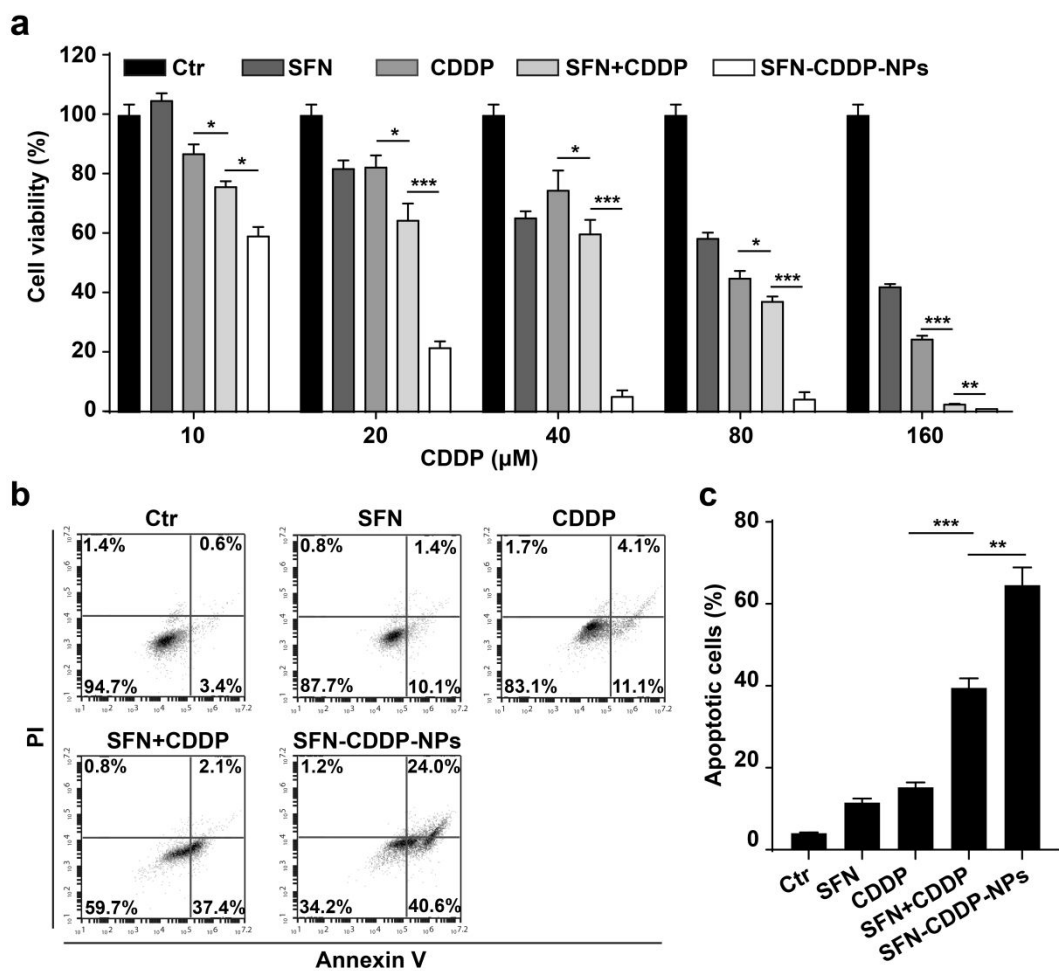 a
120
100
80
60
40
20
0
Cell viability (%)
Ctr SFN CDDP SFN+CDDP SFN-CDDP-NPs
* * * *** * *** * *** *** **
10 20 40 80 160
CDDP (µM)
b
Ctr SFN CDDP
1.4% 0.6% 0.8% 1.4% 1.7% 4.1%
94.7% 3.4% 87.7% 10.1% 83.1% 11.1%
SFN+CDDP SFN-CDDP-NPs
0.8% 2.1% 1.2% 24.0%
59.7% 37.4% 34.2% 40.6%
PI
Annexin V
c
80
60
40
20
0
Apoptotic cells (%)
*** **
Ctr SFN CDDP SFN+CDDP SFN-CDDP-NPs